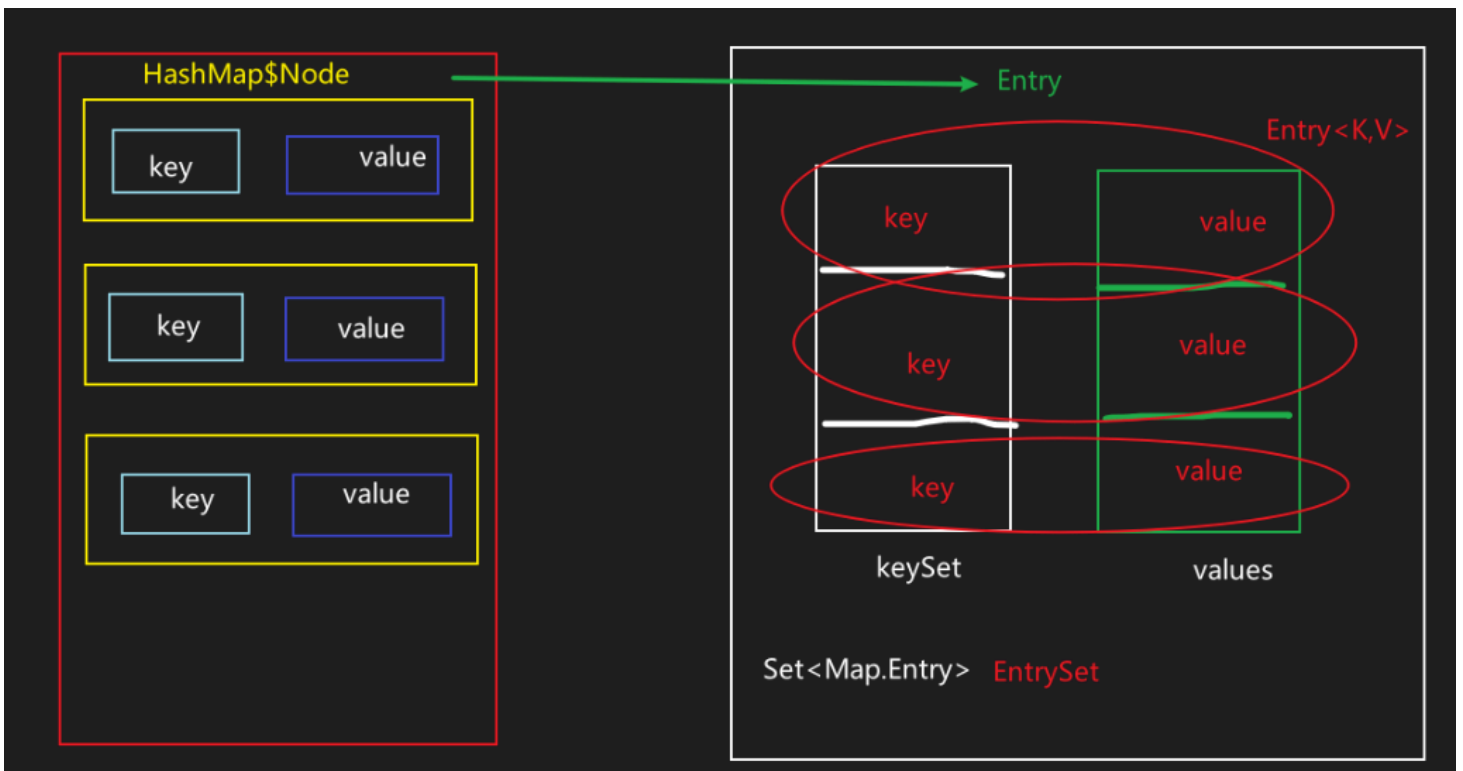 HashMap$Node
key value
key value
key value
Entry
Entry<K,V>
key value
key value
key value
keySet values
Set<Map.Entry> EntrySet